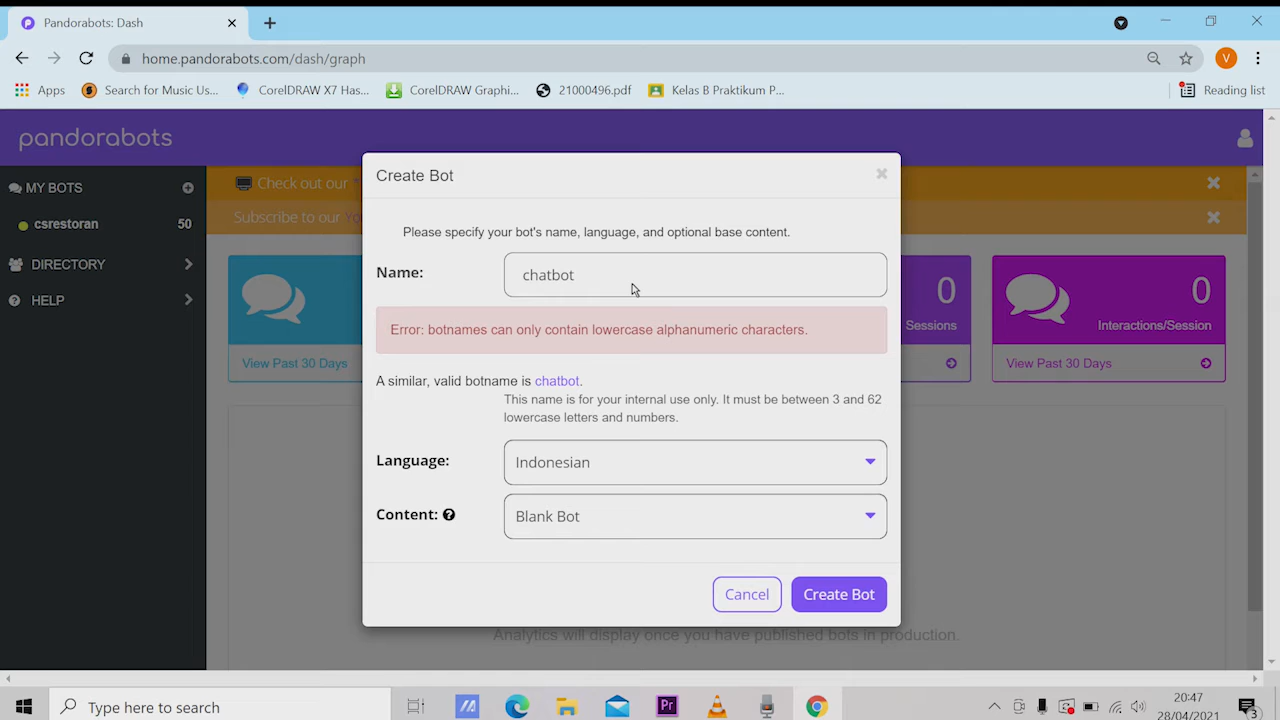 Pandorabots: Dash
home.pandorabots.com/dash/graph
V
Apps
Search for Music Us...
CorelDRAW X7 Has...
CorelDRAW Graphi...
21000496.pdf
Kelas B Praktikum P...
Reading list
pandorabots
MY BOTS
csrestoran 50
DIRECTORY
HELP
Check out our
Subscribe to our
View Past 30 Days
0
Sessions
0
Interactions/Session
View Past 30 Days
Create Bot
Please specify your bot's name, language, and optional base content.
Name:
chatbot
Error: botnames can only contain lowercase alphanumeric characters.
A similar, valid botname is chatbot.
This name is for your internal use only. It must be between 3 and 62
lowercase letters and numbers.
Language:
Indonesian
Content:
Blank Bot
Cancel
Create Bot
Analytics will display once you have published bots in production.
Type here to search
Pr
20:47
28/04/2021
3